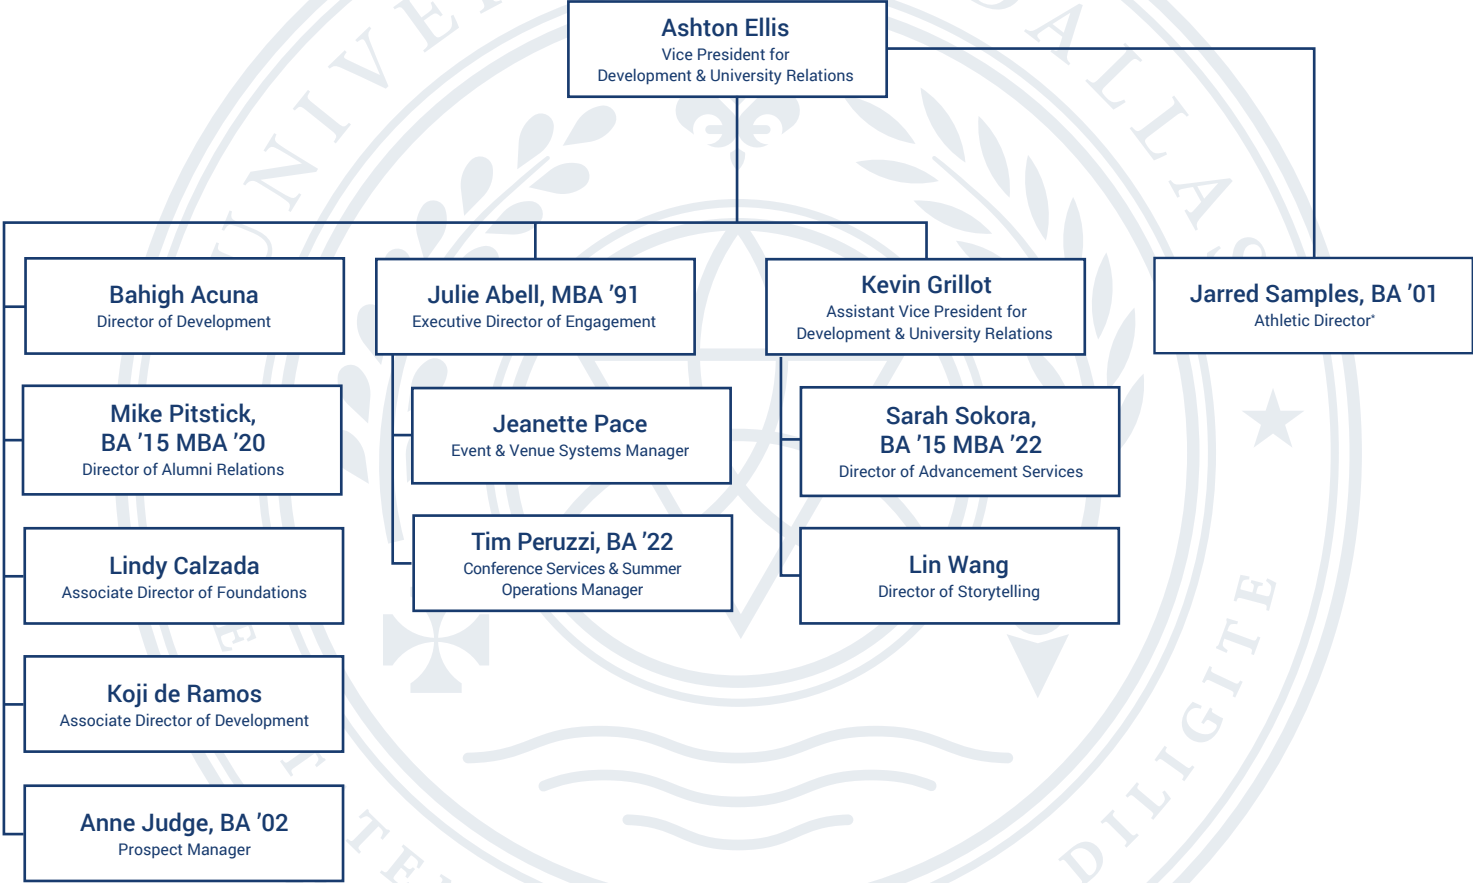 Ashton Ellis
Vice President for
Development & University Relations
Bahigh Acuna
Director of Development
Julie Abell, MBA ’91
Executive Director of Engagement
Kevin Grillot
Assistant Vice President for
Development & University Relations
Jarred Samples, BA ’01
Athletic Director*
Mike Pitstick,
BA ’15 MBA ’20
Director of Alumni Relations
Jeanette Pace
Event & Venue Systems Manager
Sarah Sokora,
BA ’15 MBA ’22
Director of Advancement Services
Lindy Calzada
Associate Director of Foundations
Tim Peruzzi, BA ’22
Conference Services & Summer
Operations Manager
Lin Wang
Director of Storytelling
Koji de Ramos
Associate Director of Development
Anne Judge, BA ’02
Prospect Manager
DILIGITE